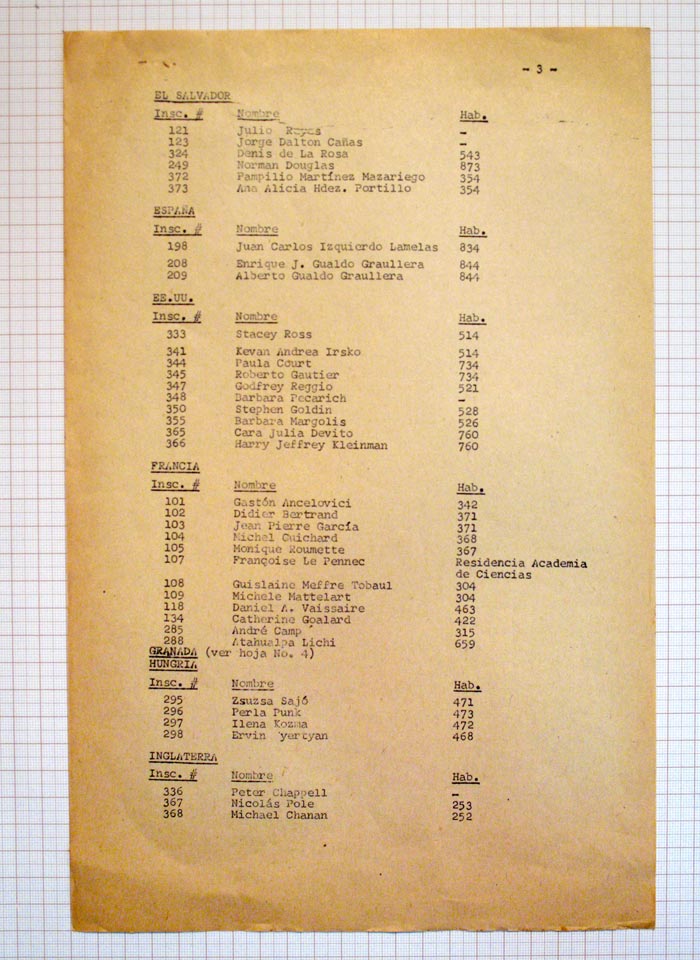 - 3 -
EL SALVADOR
Insc. # Nombre Hab.
121 Julio Reyes -
123 Jorge Dalton Cañas -
324 Denis de La Rosa 543
249 Norman Douglas 873
372 Pampilio Martínez Mazariego 354
373 Ana Alicia Hdez. Portillo 354
ESPAÑA
Insc. # Nombre Hab.
198 Juan Carlos Izquierdo Lamelas 834
208 Enrique J. Gualdo Graullera 844
209 Alberto Gualdo Graullera 844
EE.UU.
Insc. # Nombre Hab.
333 Stacey Ross 514
341 Kevan Andrea Irsko 514
344 Paula Court 734
345 Roberto Gautier 734
347 Godfrey Reggio 521
348 Barbara Pecarich -
350 Stephen Goldin 528
355 Barbara Margolis 526
365 Cara Julia Devito 760
366 Harry Jeffrey Kleinman 760
FRANCIA
Insc. # Nombre Hab.
101 Gastón Ancelovici 342
102 Didier Bertrand 371
103 Jean Pierre García 371
104 Michel Guichard 368
105 Monique Roumette 367
107 Françoise Le Pennec Residencia Academia
de Ciencias
108 Guislaine Meffre Tobaul 304
109 Michele Mattelart 304
118 Daniel A. Vaissaire 463
134 Catherine Goalard 422
285 André Camp 315
288 Atahualpa Lichi 659
GRANADA (ver hoja No. 4)
HUNGRIA
Insc. # Nombre Hab.
295 Zsuzsa Sajó 471
296 Perla Punk 473
297 Ilena Kozma 472
298 Ervin 468
INGLATERRA
Insc. # Nombre Hab.
336 Peter Chappell -
367 Nicolás Pole 253
368 Michael Chanan 252